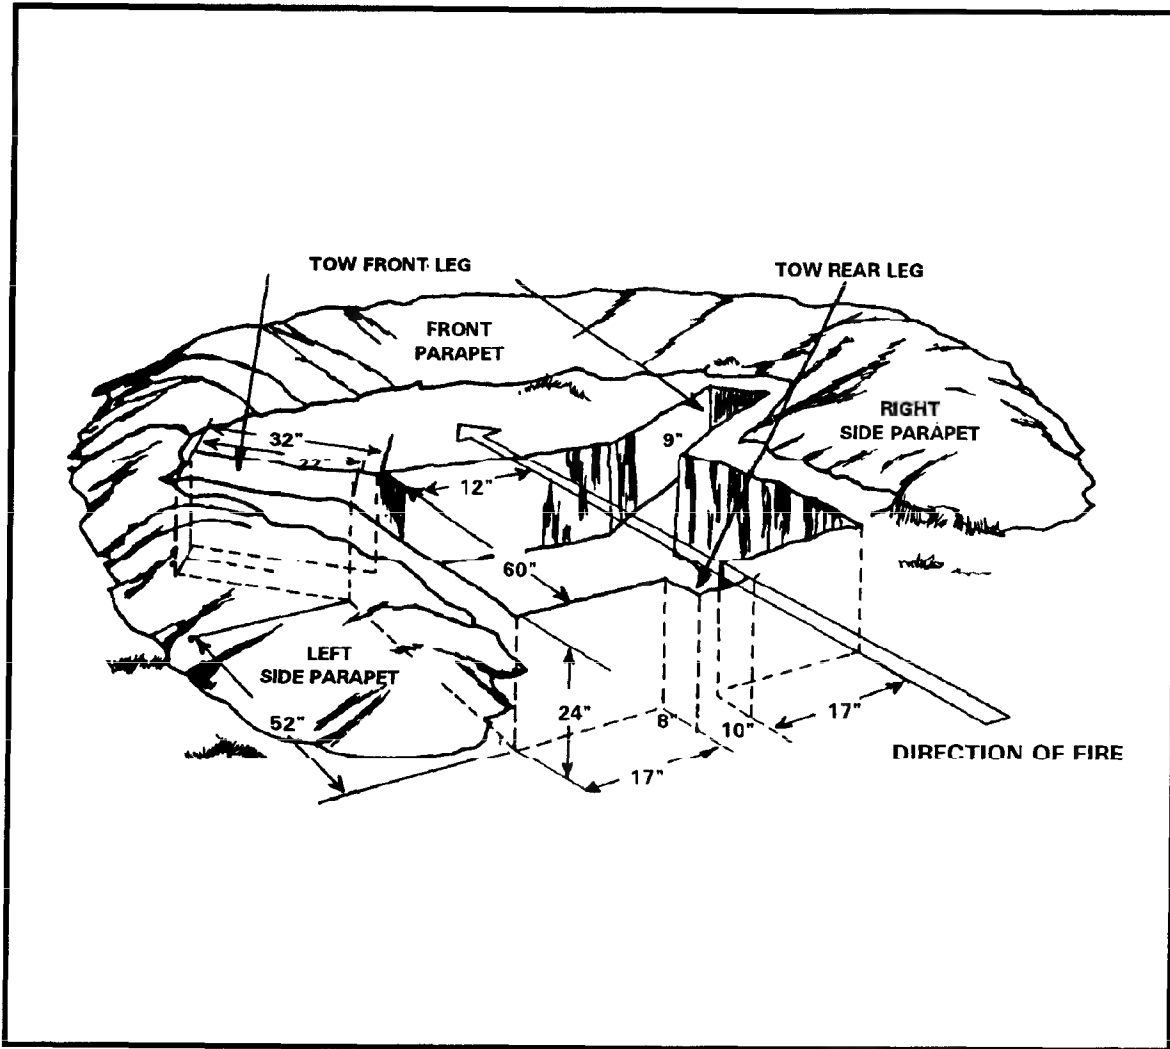 TOW FRONT LEG
TOW REAR LEG
FRONT
PARAPET
RIGHT
SIDE PARAPET
32"
9"
12"
60"
LEFT
SIDE PARAPET
52"
24"
8"
10"
17"
17"
DIRECTION OF FIRE